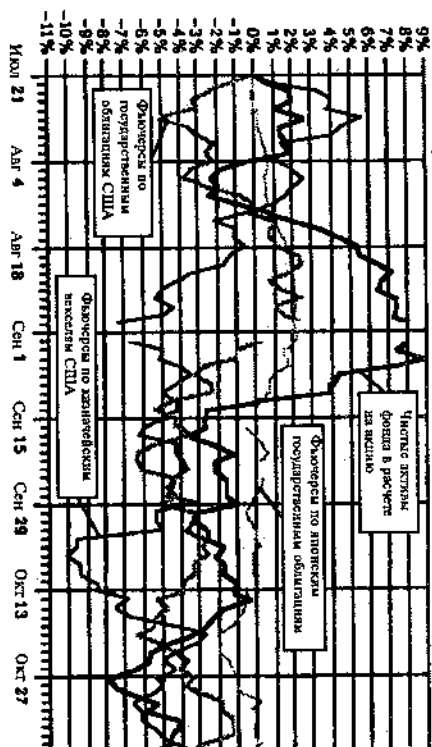 9%
8%
7%
6%
5%
4%
3%
2%
1%
0%
-1%
-2%
-3%
-4%
-5%
-6%
-7%
-8%
-9%
-10%
-11%
Июл 21
Авг 4
Авг 18
Сен 1
Сен 15
Сен 29
Окт 13
Окт 27
Чистые активы
фонда в расчете
на акцию
Фьючерсы по японским
государственным облигациям
Фьючерсы по
государственным
облигациям США
Фьючерсы по казначейским
векселям США